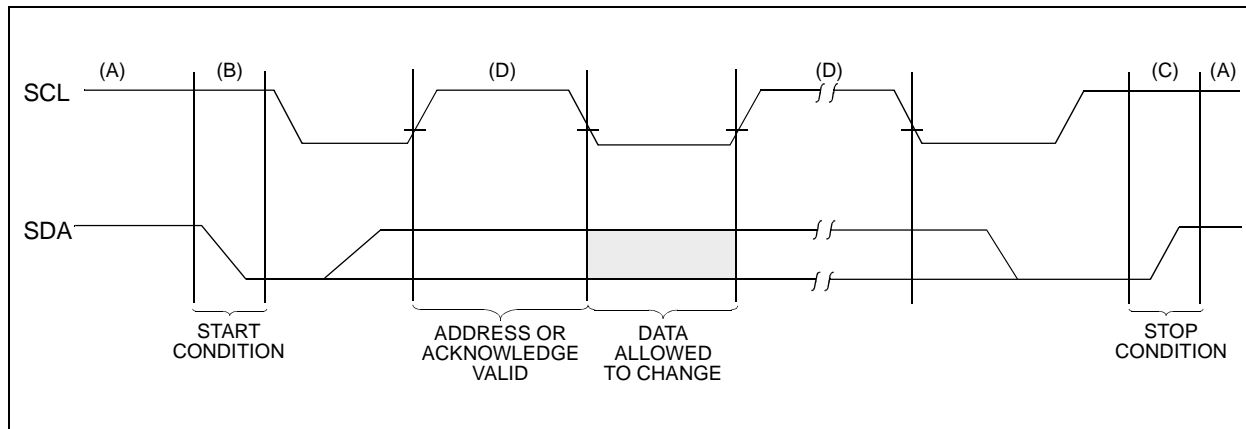 (A) (B) (D) (D) (C) (A)
SCL
SDA
START
CONDITION
ADDRESS OR
ACKNOWLEDGE
VALID
DATA
ALLOWED
TO CHANGE
STOP
CONDITION